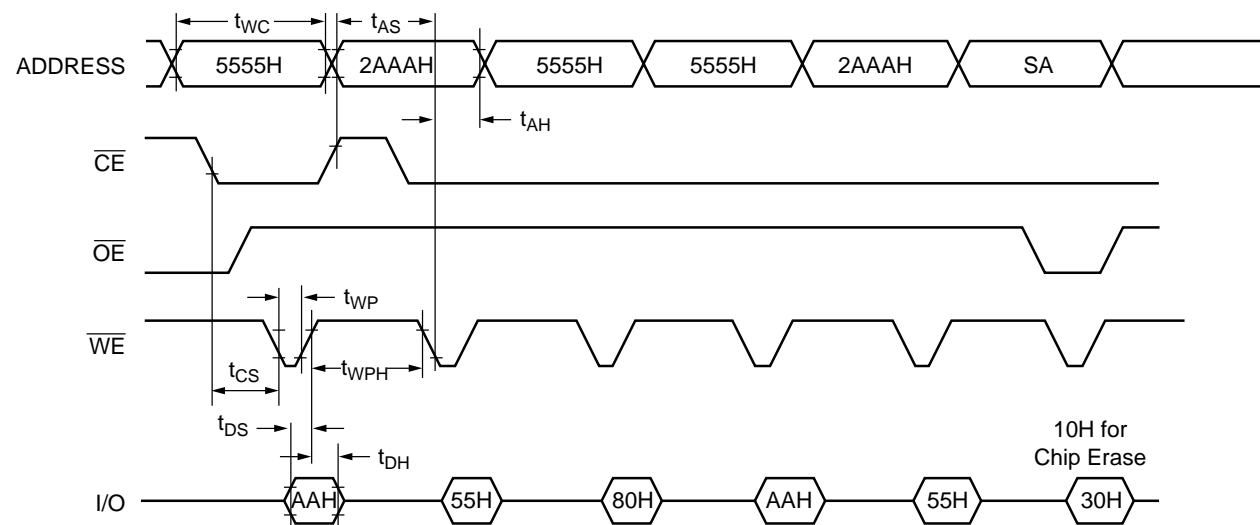 tWC
tAS
ADDRESS
5555H
2AAAH
5555H
5555H
2AAAH
SA
tAH
CE
OE
tWP
WE
tCS
tWPH
tDS
tDH
10H for
Chip Erase
I/O
AAH
55H
80H
AAH
55H
30H